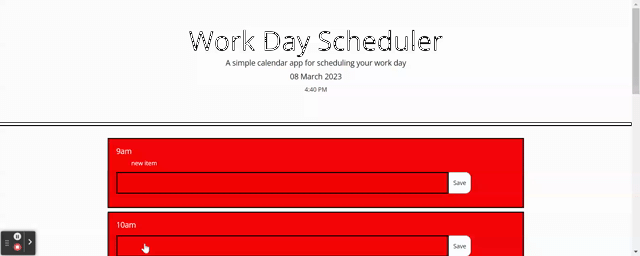 Work Day Scheduler
A simple calendar app for scheduling your work day
08 March 2023
4:40 PM
9am
new item
Save
10am
Save